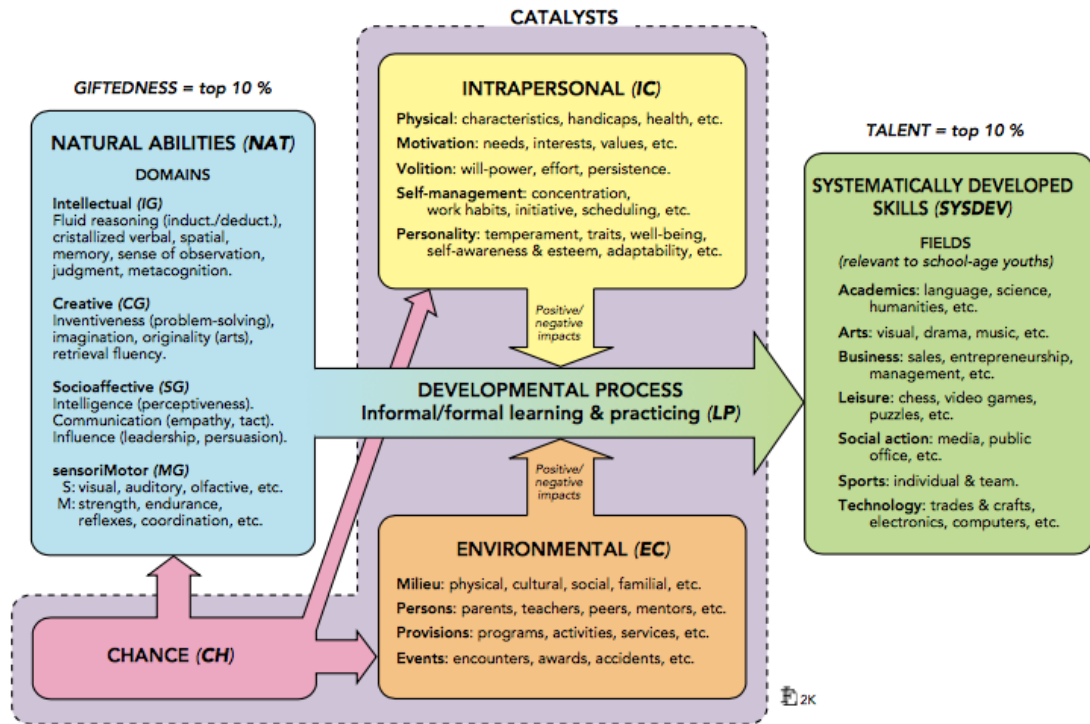 CATALYSTS
GIFTEDNESS = top 10 %
NATURAL ABILITIES (NAT)
DOMAINS
Intellectual (IG)
Fluid reasoning (induct./deduct.),
cristallized verbal, spatial,
memory, sense of observation,
judgment, metacognition.
Creative (CG)
Inventiveness (problem-solving),
imagination, originality (arts),
retrieval fluency.
Socioaffective (SG)
Intelligence (perceptiveness).
Communication (empathy, tact).
Influence (leadership, persuasion).
sensoriMotor (MG)
S: visual, auditory, olfactive, etc.
M: strength, endurance,
reflexes, coordination, etc.
INTRAPERSONAL (IC)
Physical: characteristics, handicaps, health, etc.
Motivation: needs, interests, values, etc.
Volition: will-power, effort, persistence.
Self-management: concentration,
work habits, initiative, scheduling, etc.
Personality: temperament, traits, well-being,
self-awareness & esteem, adaptability, etc.
Positive/
negative
impacts
DEVELOPMENTAL PROCESS
Informal/formal learning & practicing (LP)
Positive/
negative
impacts
ENVIRONMENTAL (EC)
Milieu: physical, cultural, social, familial, etc.
Persons: parents, teachers, peers, mentors, etc.
Provisions: programs, activities, services, etc.
Events: encounters, awards, accidents, etc.
CHANCE (CH)
TALENT = top 10 %
SYSTEMATICALLY DEVELOPED
SKILLS (SYSDEV)
FIELDS
(relevant to school-age youths)
Academics: language, science,
humanities, etc.
Arts: visual, drama, music, etc.
Business: sales, entrepreneurship,
management, etc.
Leisure: chess, video games,
puzzles, etc.
Social action: media, public
office, etc.
Sports: individual & team.
Technology: trades & crafts,
electronics, computers, etc.
2K